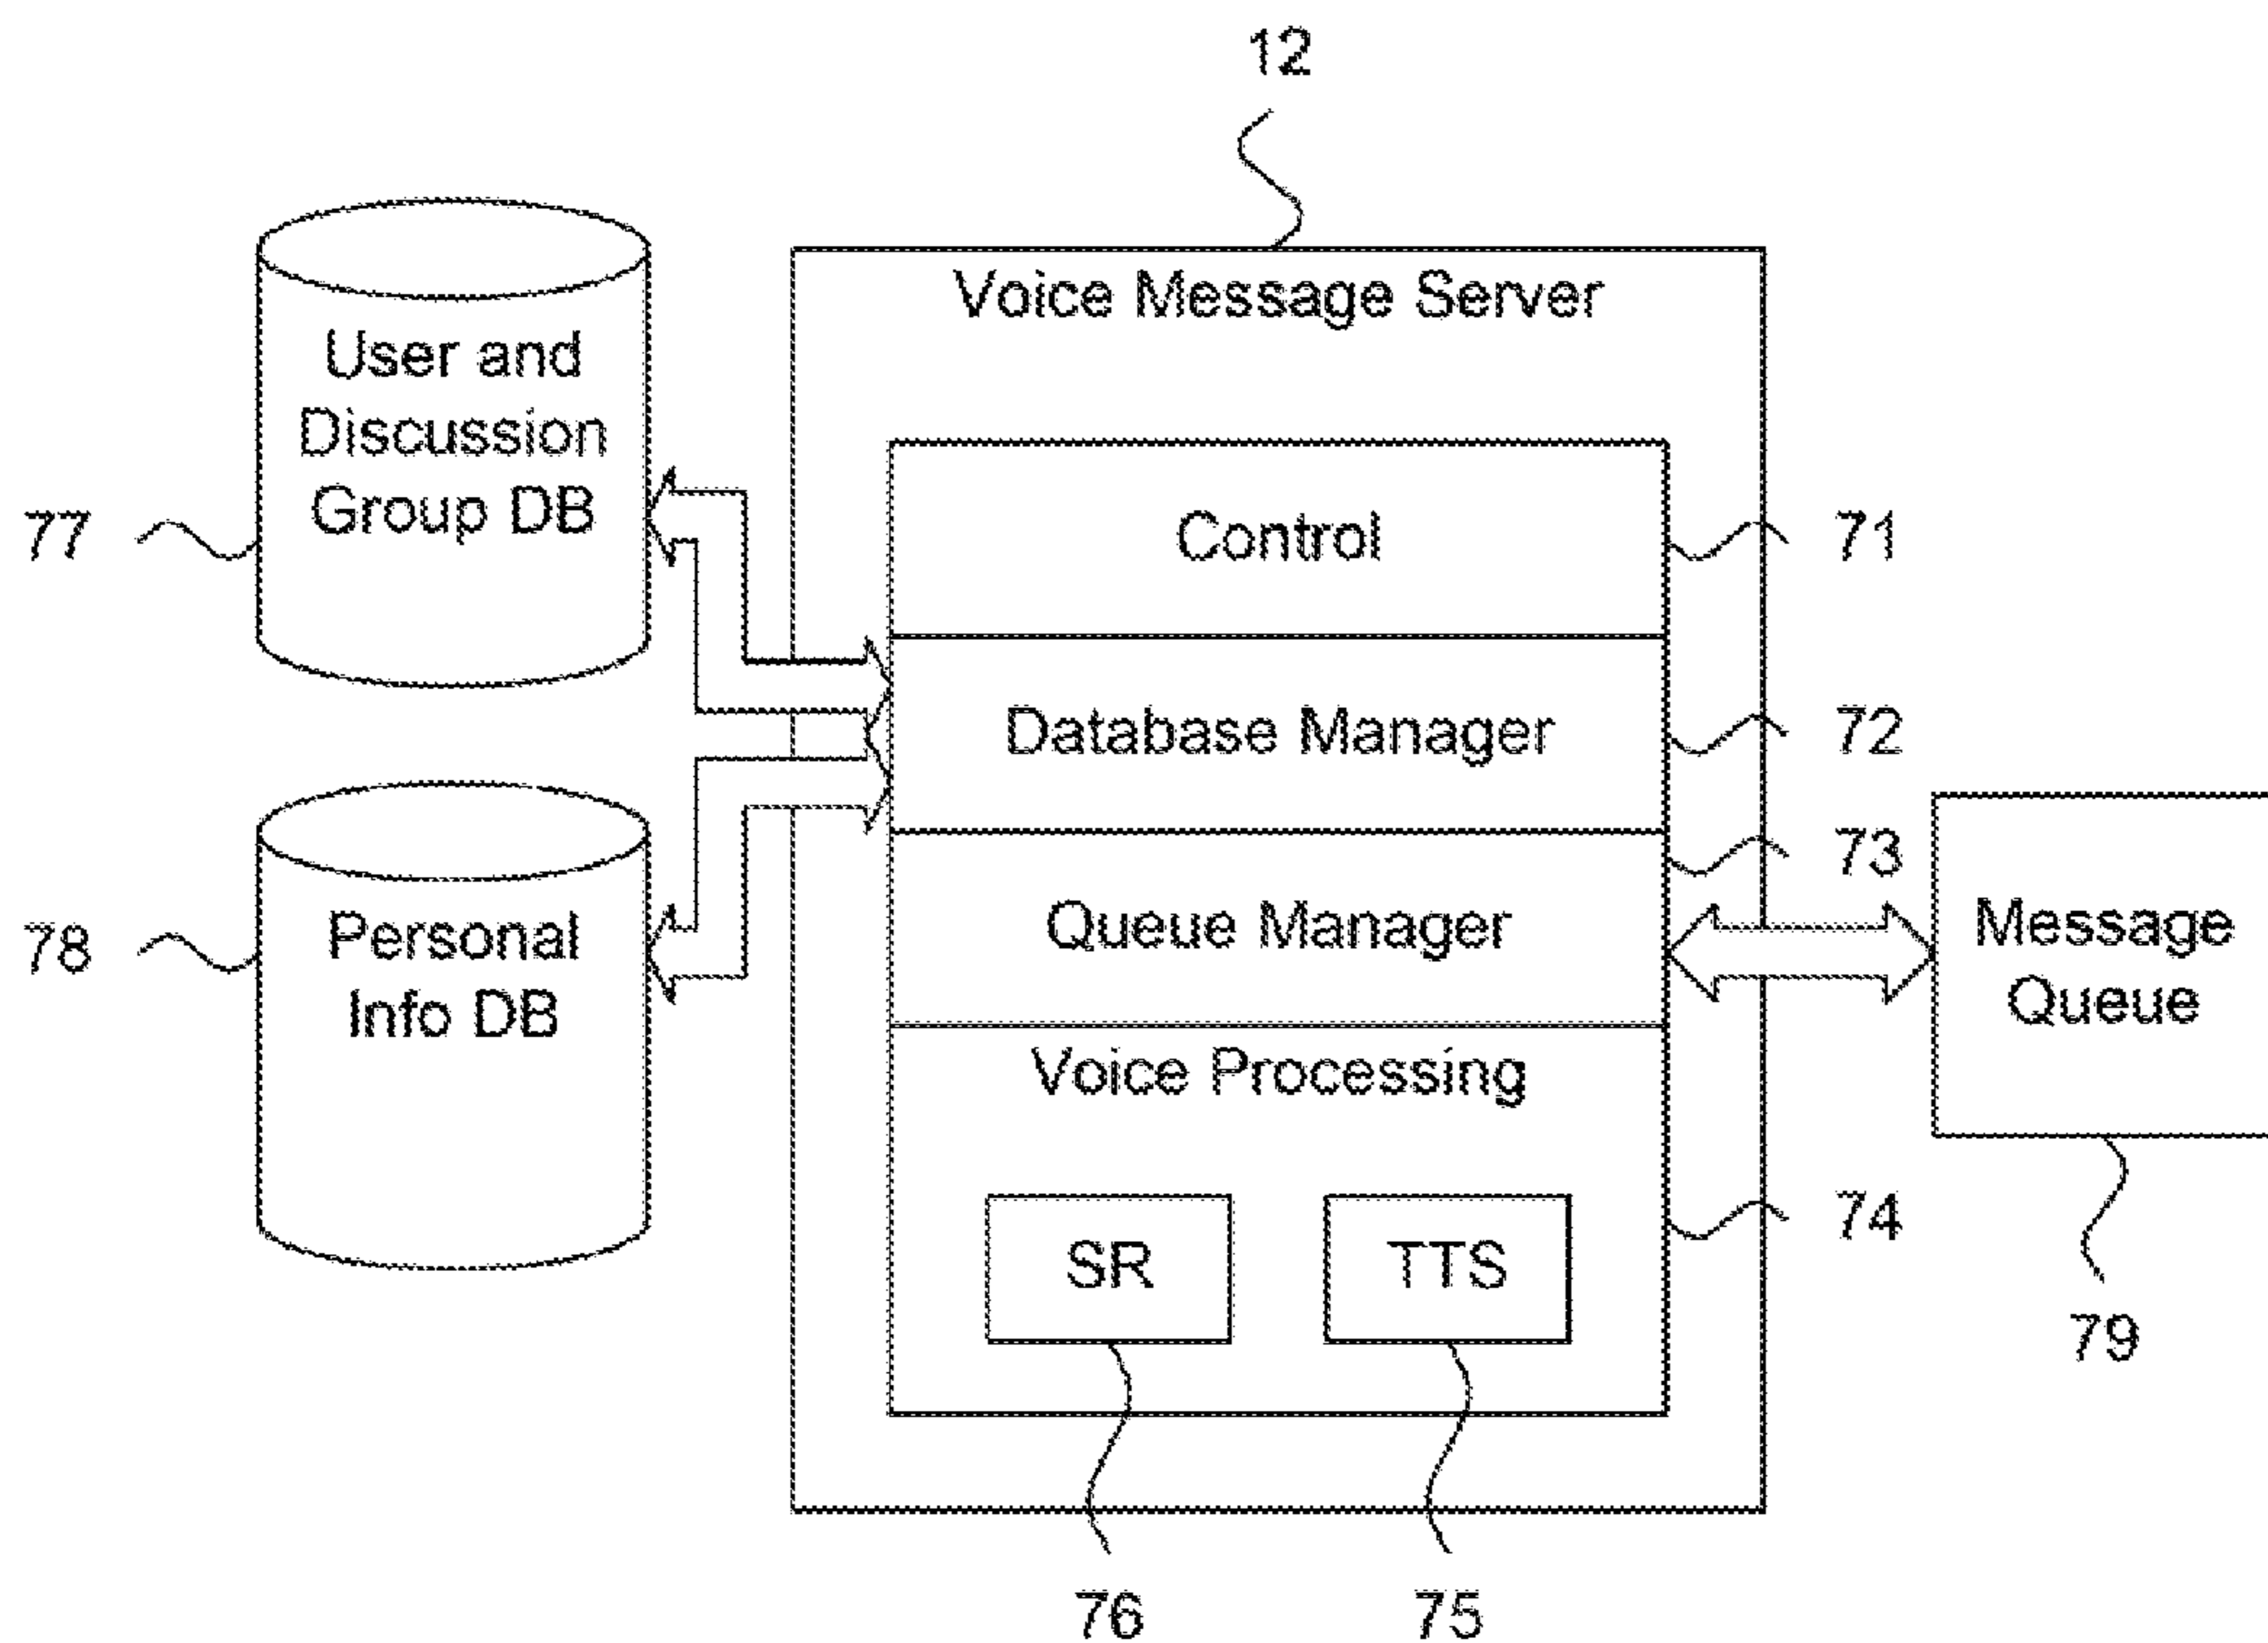 12
Voice Message Server
User and
Discussion
Group DB
77
Control
71
Database Manager
72
73
Personal
Info DB
78
Queue Manager
Message
Queue
Voice Processing
SR
TTS
74
79
76
75